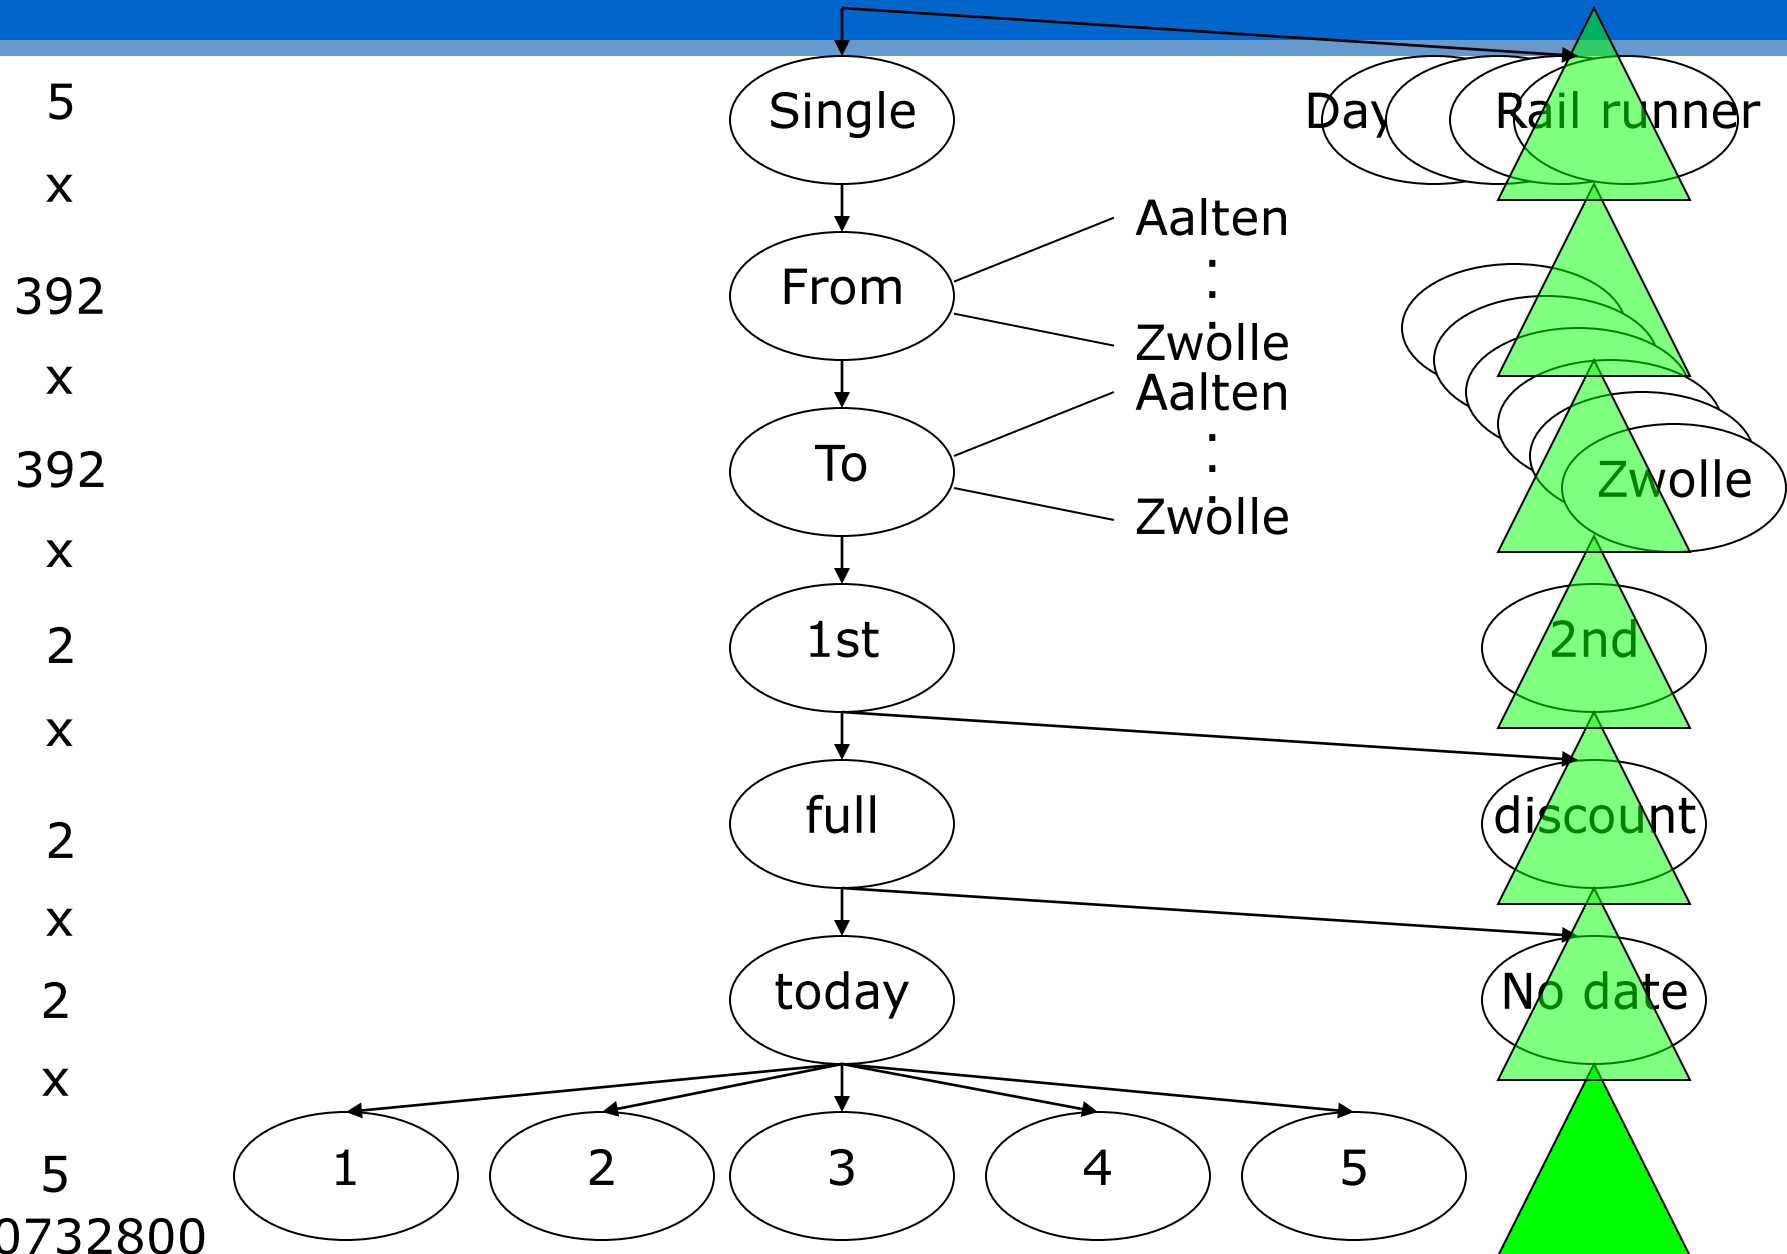 5
Single
Day
Rail runner
x
Aalten
.
.
.
392
From
Zwolle
x
Aalten
.
.
.
392
To
Zwolle
Zwolle
x
2
1st
2nd
x
2
full
discount
x
2
today
No date
x
5
1
2
3
4
5
0732800